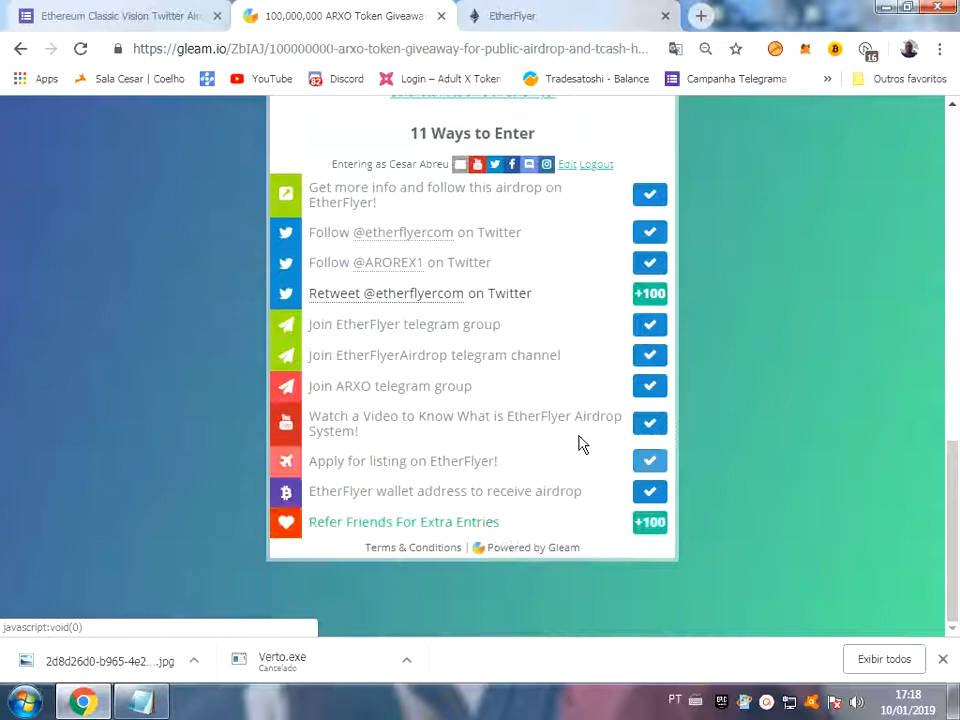 Ethereum Classic Vision Twitter Air
100,000,000 ARXO Token Giveawa
EtherFlyer
https://gleam.io/ZbIAJ/100000000-arxo-token-giveaway-for-public-airdrop-and-tcash-h...
16
Apps
Sala Cesar | Coelho
YouTube
82
Discord
Login – Adult X Token
Tradesatoshi - Balance
Campanha Telegrama
»
Outros favoritos
11 Ways to Enter
Entering as Cesar Abreu
Edit Logout
Get more info and follow this airdrop on
EtherFlyer!
Follow @etherflyercom on Twitter
Follow @AROREX1 on Twitter
Retweet @etherflyercom on Twitter
+100
Join EtherFlyer telegram group
Join EtherFlyerAirdrop telegram channel
Join ARXO telegram group
Watch a Video to Know What is EtherFlyer Airdrop
System!
Apply for listing on EtherFlyer!
EtherFlyer wallet address to receive airdrop
Refer Friends For Extra Entries
+100
Terms & Conditions | Powered by Gleam
javascript:void(0)
2d8d26d0-b965-4e2....jpg
Verto.exe
Cancelado
Exibir todos
PT
17:18
10/01/2019